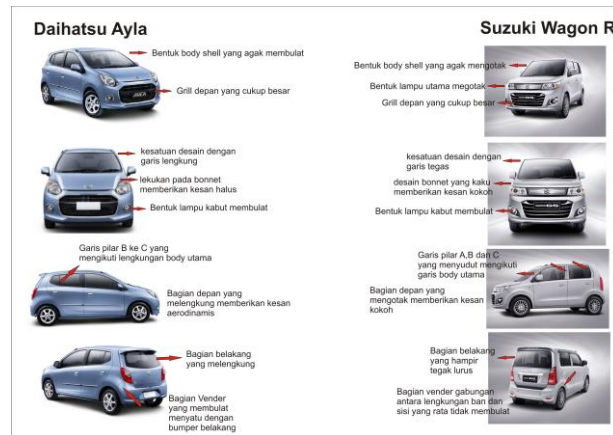 Daihatsu Ayla
Bentuk body shell yang agak membulat
Grill depan yang cukup besar
kesatuan desain dengan
garis lengkung
lekukan pada bonnet
memberikan kesan halus
Bentuk lampu kabut membulat
Garis pilar B ke C yang
mengikuti lengkungan body utama
Bagian depan yang
melengkung memberikan kesan
aerodinamis
Bagian belakang
yang melengkung
Bagian Vender
yang membulat
menyatu dengan
bumper belakang
Suzuki Wagon R
Bentuk body shell yang agak mengotak
Bentuk lampu utama megotak
Grill depan yang cukup besar
kesatuan desain dengan
garis tegas
desain bonnet yang kaku
memberikan kesan kokoh
Bentuk lampu kabut membulat
Garis pilar A,B dan C
yang menyudut mengikuti
garis body utama
Bagian depan yang
mengotak memberikan kesan
kokoh
Bagian belakang
yang hampir
tegak lurus
Bagian vender gabungan
antara lengkungan ban dan
sisi yang rata tidak membulat